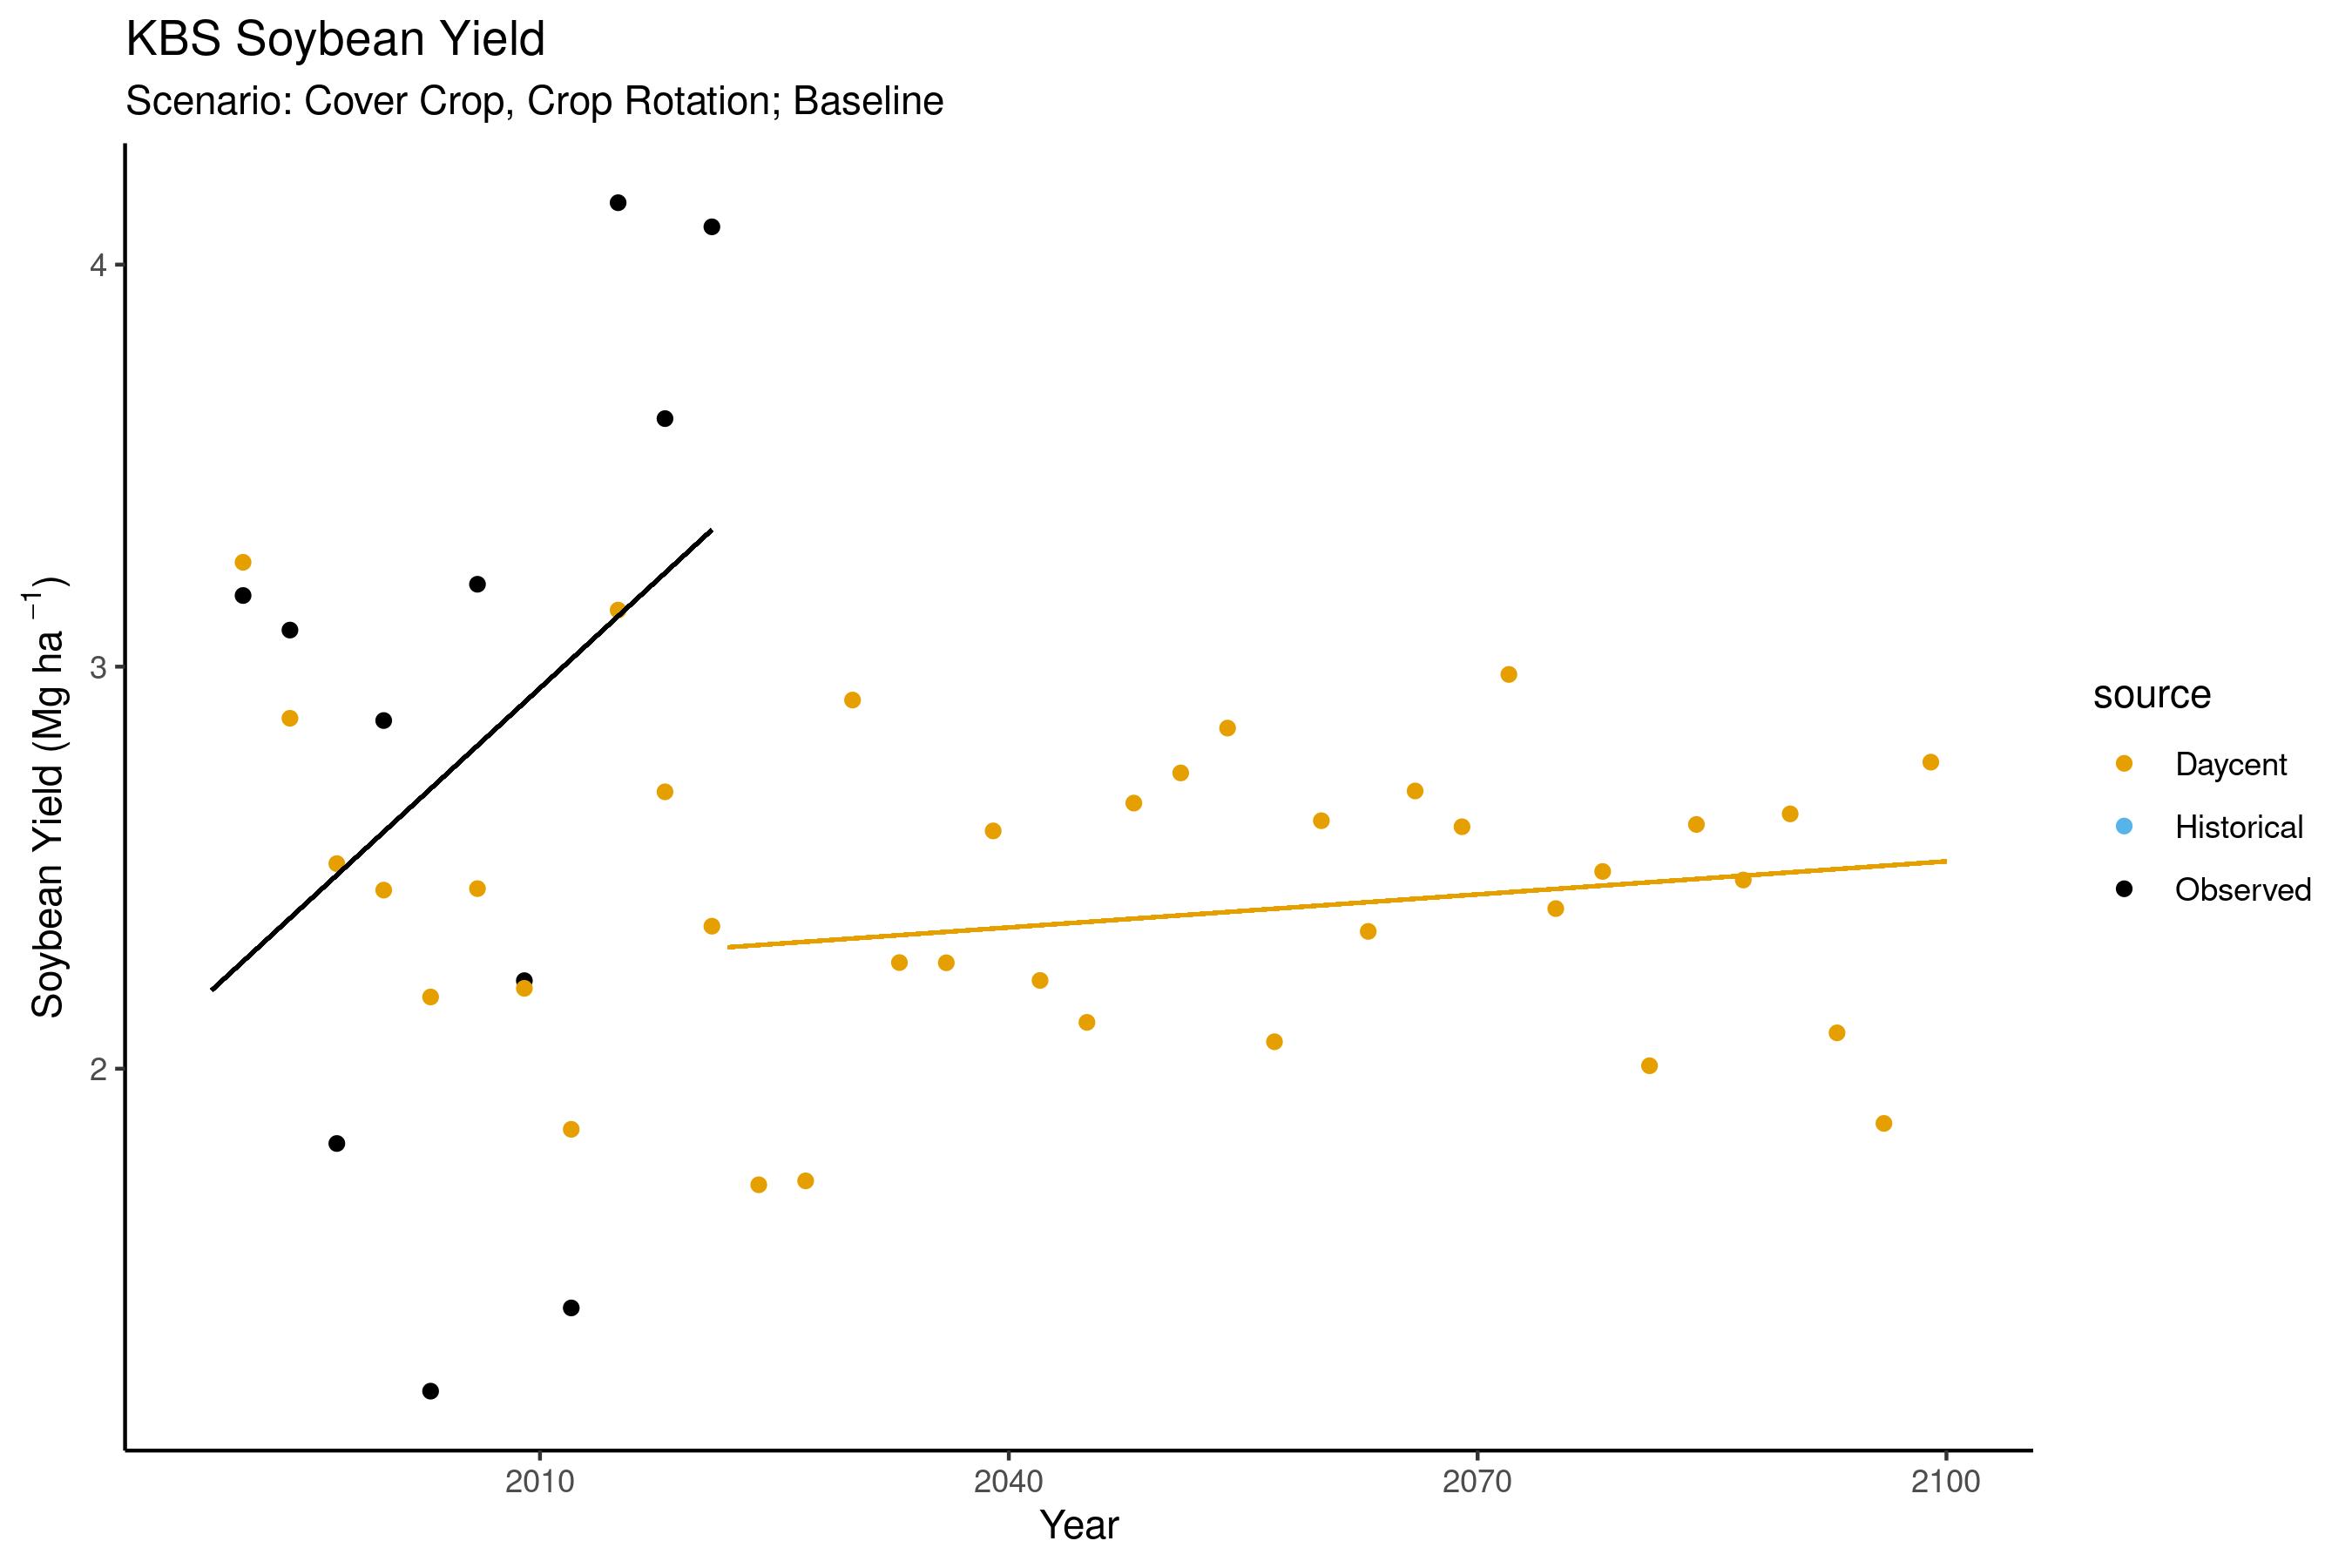 KBS Soybean Yield
Scenario: Cover Crop, Crop Rotation; Baseline
Soybean Yield (Mg ha −1)
4
3
2
2010
2040
2070
2100
Year
source
Daycent
Historical
Observed